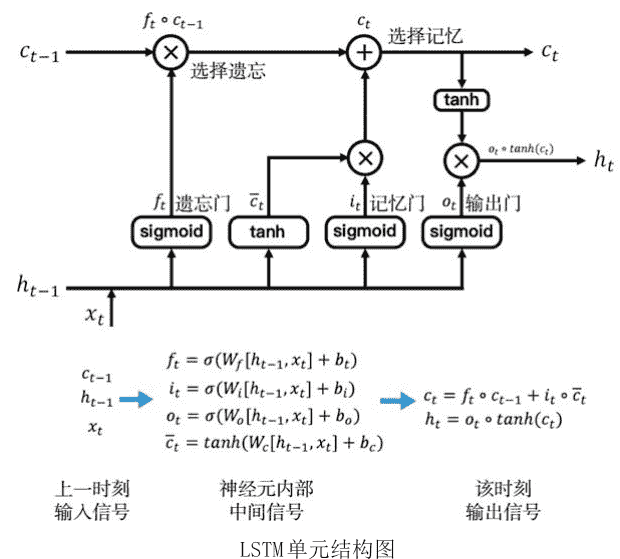 f_t∘c_{t-1} c_t 选择记忆
c_{t-1} × + c_t
选择遗忘
tanh
× × o_t∘tanh(c_t) h_t
f_t 遗忘门 c̅_t i_t 记忆门 o_t 输出门
sigmoid tanh sigmoid sigmoid
h_{t-1}
x_t
f_t = σ(W_f[h_{t-1}, x_t] + b_t)
c_{t-1}
i_t = σ(W_i[h_{t-1}, x_t] + b_i) c_t = f_t∘c_{t-1} + i_t∘c̅_t
h_{t-1}
o_t = σ(W_o[h_{t-1}, x_t] + b_o) h_t = o_t∘tanh(c_t)
x_t
c̅_t = tanh(W_c[h_{t-1}, x_t] + b_c)
上一时刻 神经元内部 该时刻
输入信号 中间信号 输出信号
LSTM单元结构图